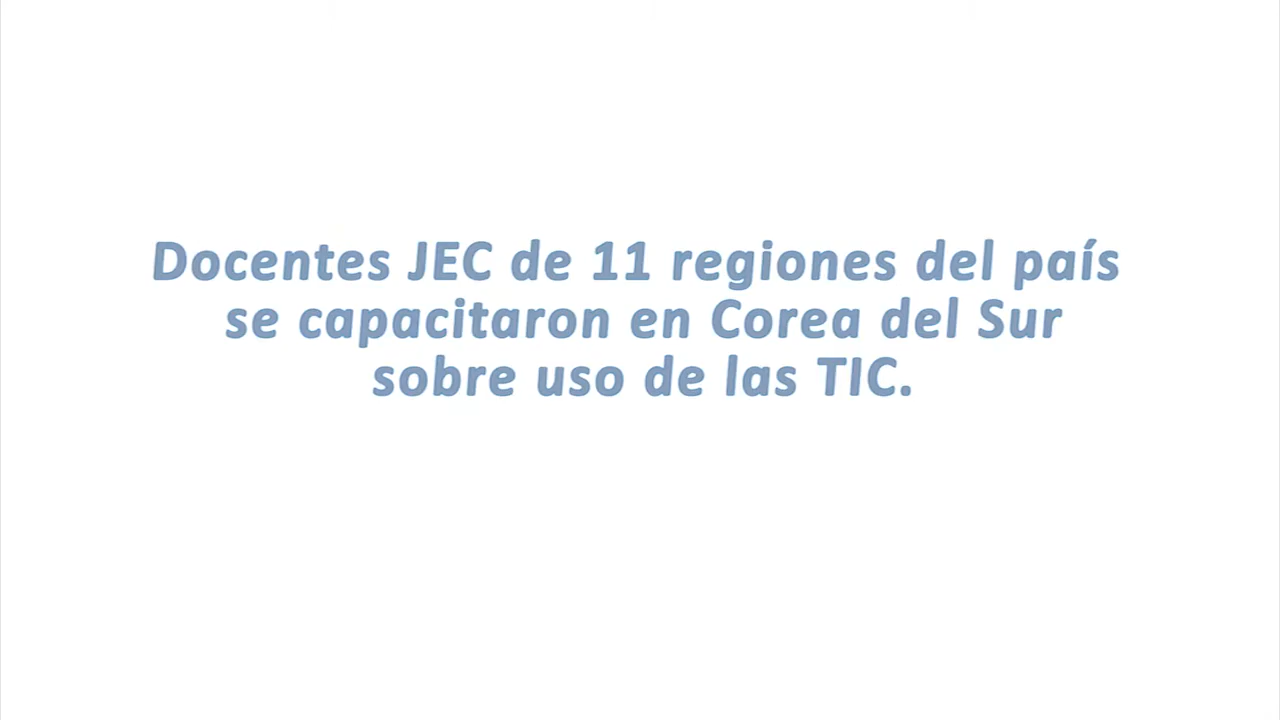 Docentes JEC de 11 regiones del país
se capacitaron en Corea del Sur
sobre uso de las TIC.